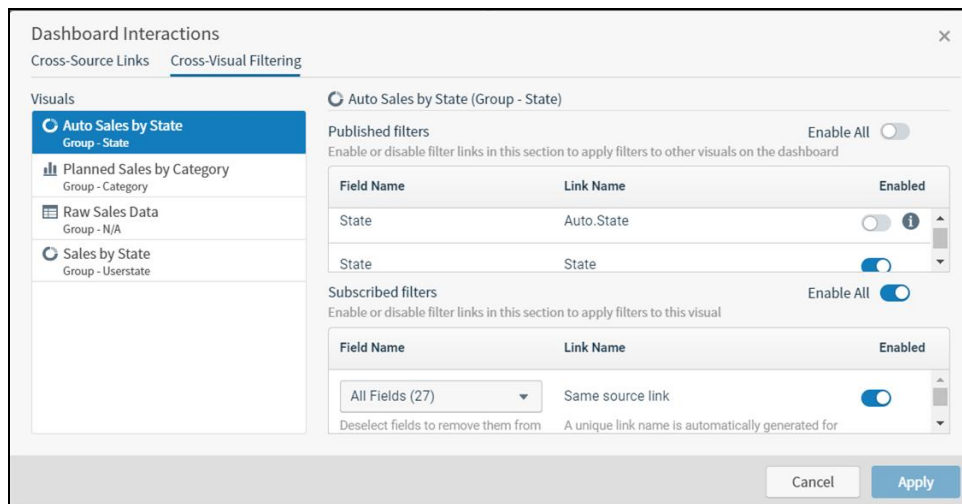 Dashboard Interactions
Cross-Source Links Cross-Visual Filtering
Visuals
Auto Sales by State
Group - State
Planned Sales by Category
Group - Category
Raw Sales Data
Group - N/A
Sales by State
Group - Userstate
Auto Sales by State (Group - State)
Published filters Enable All
Enable or disable filter links in this section to apply filters to other visuals on the dashboard
Field Name Link Name Enabled
State Auto.State
State State
Subscribed filters Enable All
Enable or disable filter links in this section to apply filters to this visual
Field Name Link Name Enabled
All Fields (27) Same source link
Deselect fields to remove them from A unique link name is automatically generated for
Cancel Apply